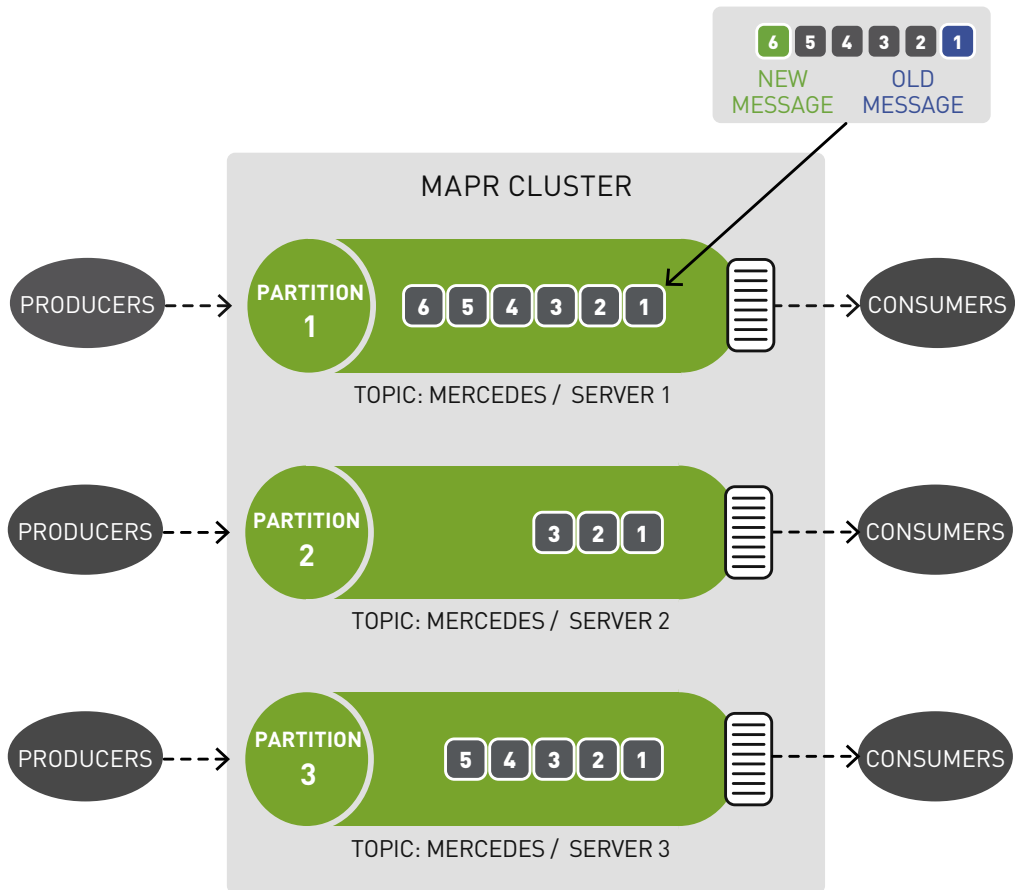 6 5 4 3 2 1
NEW MESSAGE
OLD MESSAGE
MAPR CLUSTER
PRODUCERS
PARTITION
1
6 5 4 3 2 1
CONSUMERS
TOPIC: MERCEDES / SERVER 1
PRODUCERS
PARTITION
2
3 2 1
CONSUMERS
TOPIC: MERCEDES / SERVER 2
PRODUCERS
PARTITION
3
5 4 3 2 1
CONSUMERS
TOPIC: MERCEDES / SERVER 3